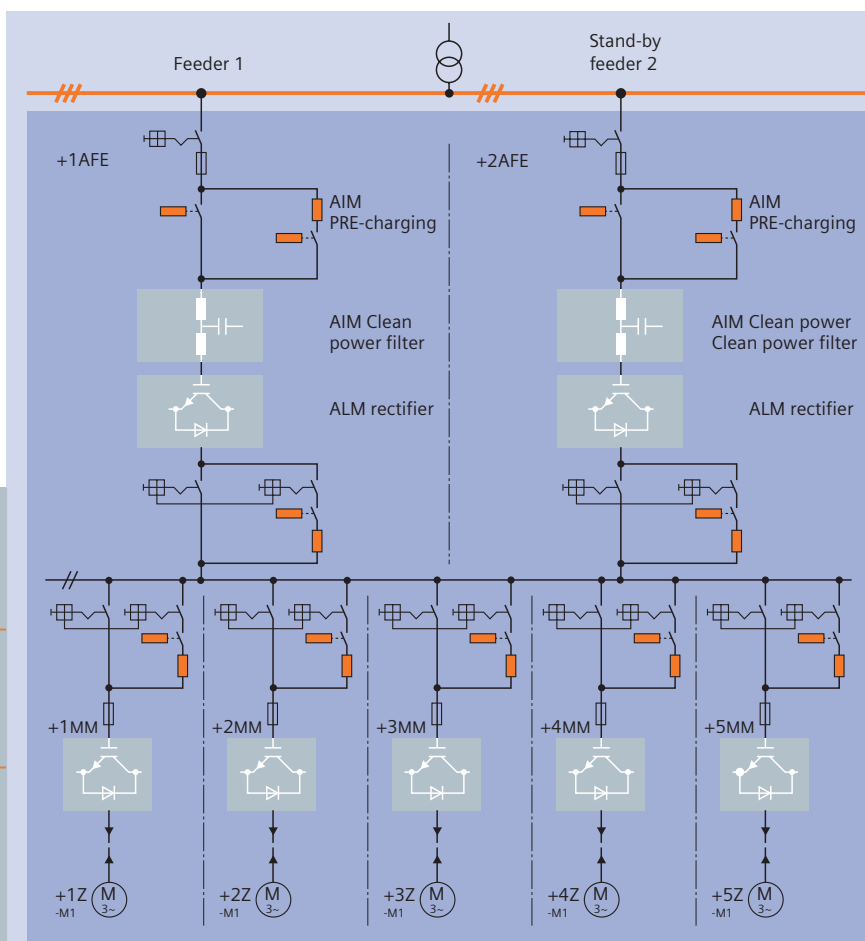 Feeder 1
Stand-by
feeder 2
+1AFE
+2AFE
AIM
PRE-charging
AIM
PRE-charging
AIM Clean
power filter
AIM Clean power
Clean power filter
ALM rectifier
ALM rectifier
+1MM
+2MM
+3MM
+4MM
+5MM
+1Z
-M1
M
3~
+2Z
-M1
M
3~
+3Z
-M1
M
3~
+4Z
-M1
M
3~
+5Z
-M1
M
3~